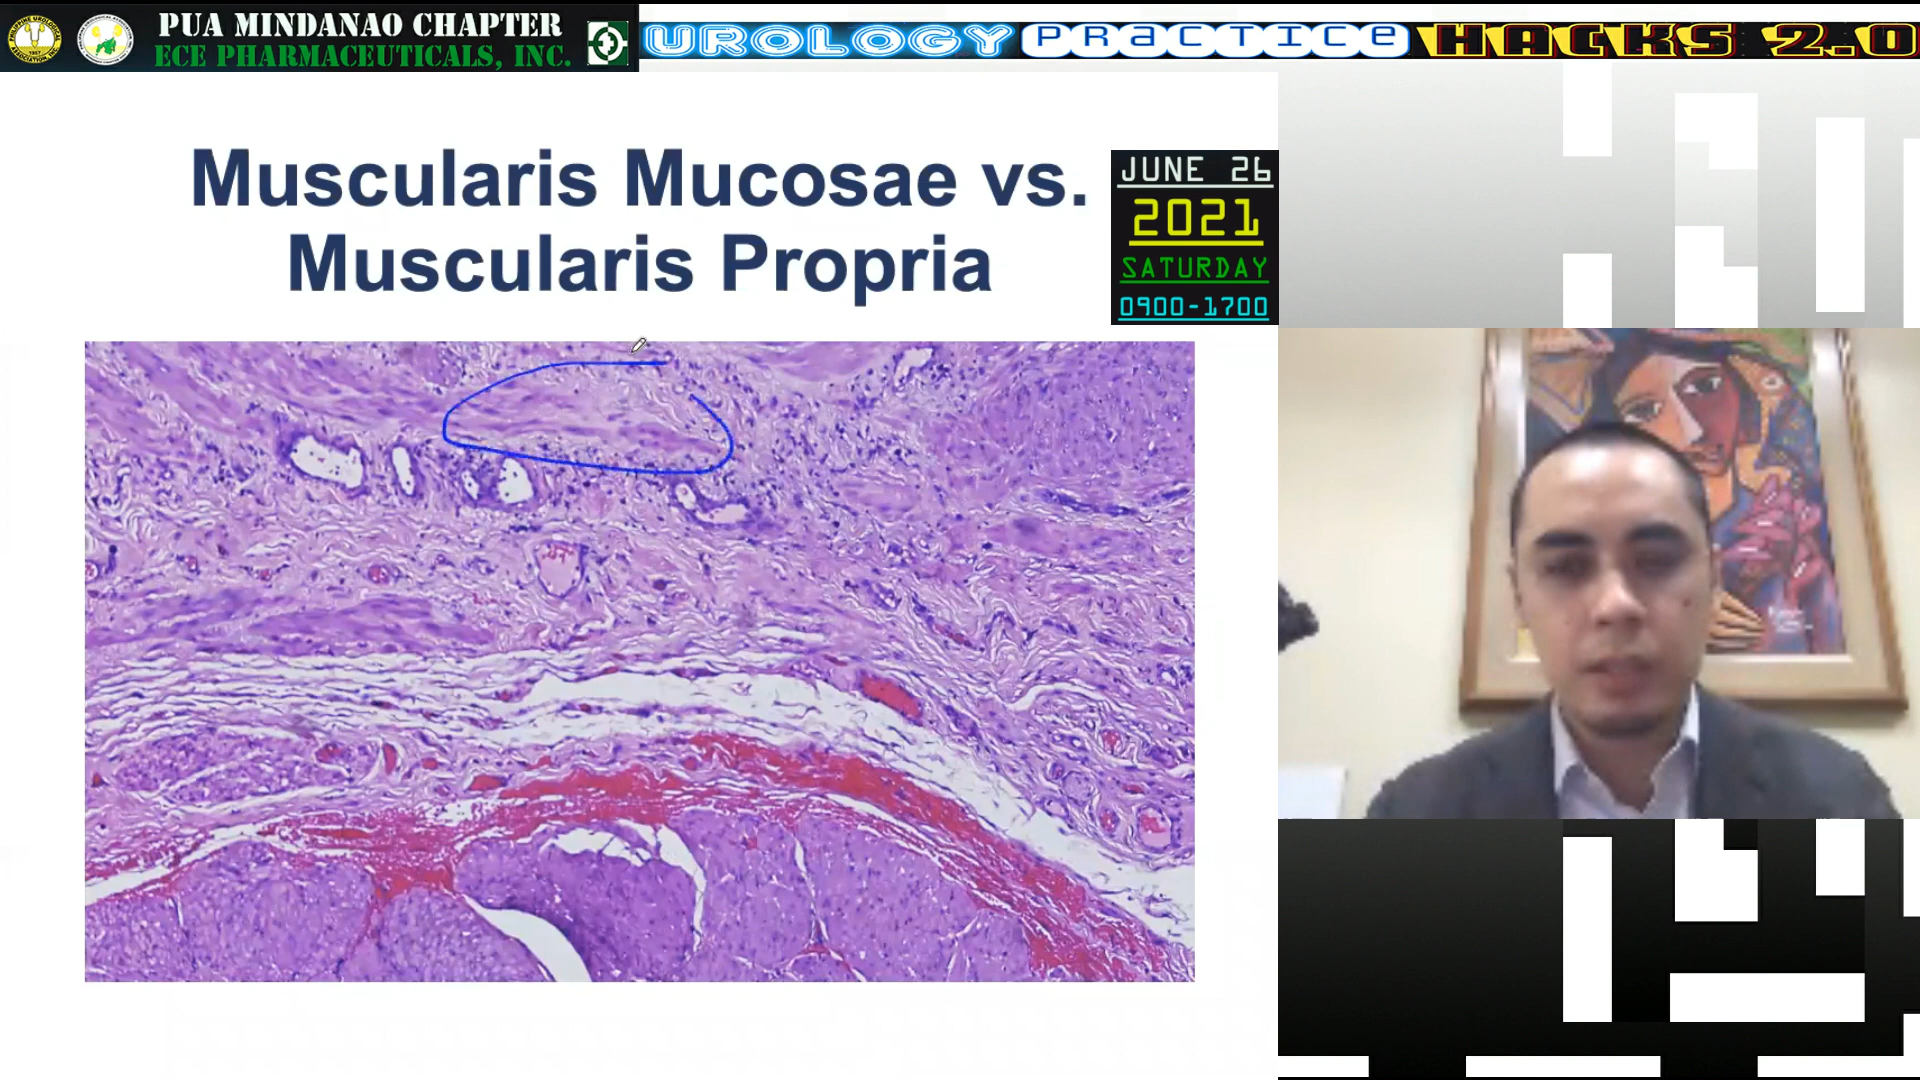 PUA MINDANAO CHAPTER
ECE PHARMACEUTICALS, INC.
UROLOGY PRACTICE HACKS 2.0
Muscularis Mucosae vs.
Muscularis Propria
JUNE 26
2021
SATURDAY
0900-1700